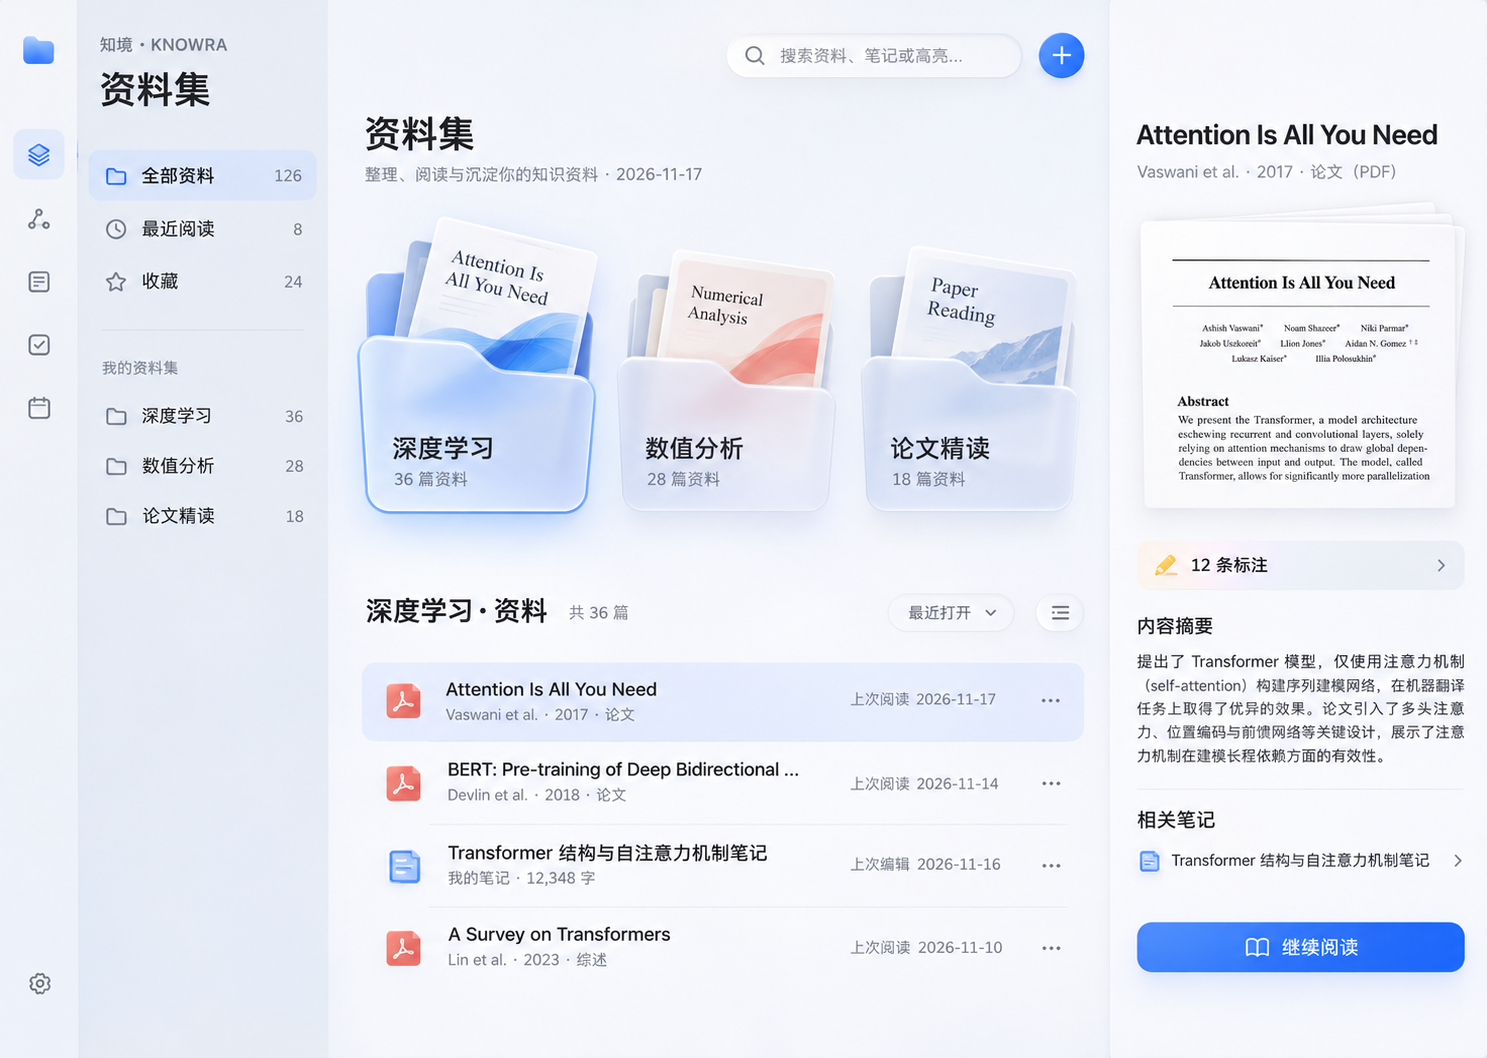 知境 · KNOWRA
资料集
全部资料 126
最近阅读 8
收藏 24
我的资料集
深度学习 36
数值分析 28
论文精读 18
搜索资料、笔记或高亮...
资料集
整理、阅读与沉淀你的知识资料 · 2026-11-17
Attention Is
All You Need
深度学习
36 篇资料
Numerical
Analysis
数值分析
28 篇资料
Paper
Reading
论文精读
18 篇资料
深度学习 · 资料 共 36 篇
最近打开
Attention Is All You Need
Vaswani et al. · 2017 · 论文
上次阅读 2026-11-17
BERT: Pre-training of Deep Bidirectional ...
Devlin et al. · 2018 · 论文
上次阅读 2026-11-14
Transformer 结构与自注意力机制笔记
我的笔记 · 12,348 字
上次编辑 2026-11-16
A Survey on Transformers
Lin et al. · 2023 · 综述
上次阅读 2026-11-10
Attention Is All You Need
Vaswani et al. · 2017 · 论文（PDF）
Attention Is All You Need
Ashish Vaswani* Noam Shazeer* Niki Parmar*
Jakob Uszkoreit* Llion Jones* Aidan N. Gomez † ‡
Lukasz Kaiser* Illia Polosukhin*
Abstract
We present the Transformer, a model architecture
eschewing recurrent and convolutional layers, solely
relying on attention mechanisms to draw global depen-
dencies between input and output. The model, called
Transformer, allows for significantly more parallelization
12 条标注
内容摘要
提出了 Transformer 模型，仅使用注意力机制
（self-attention）构建序列建模网络，在机器翻译
任务上取得了优异的效果。论文引入了多头注意
力、位置编码与前馈网络等关键设计，展示了注意
力机制在建模长程依赖方面的有效性。
相关笔记
Transformer 结构与自注意力机制笔记
继续阅读